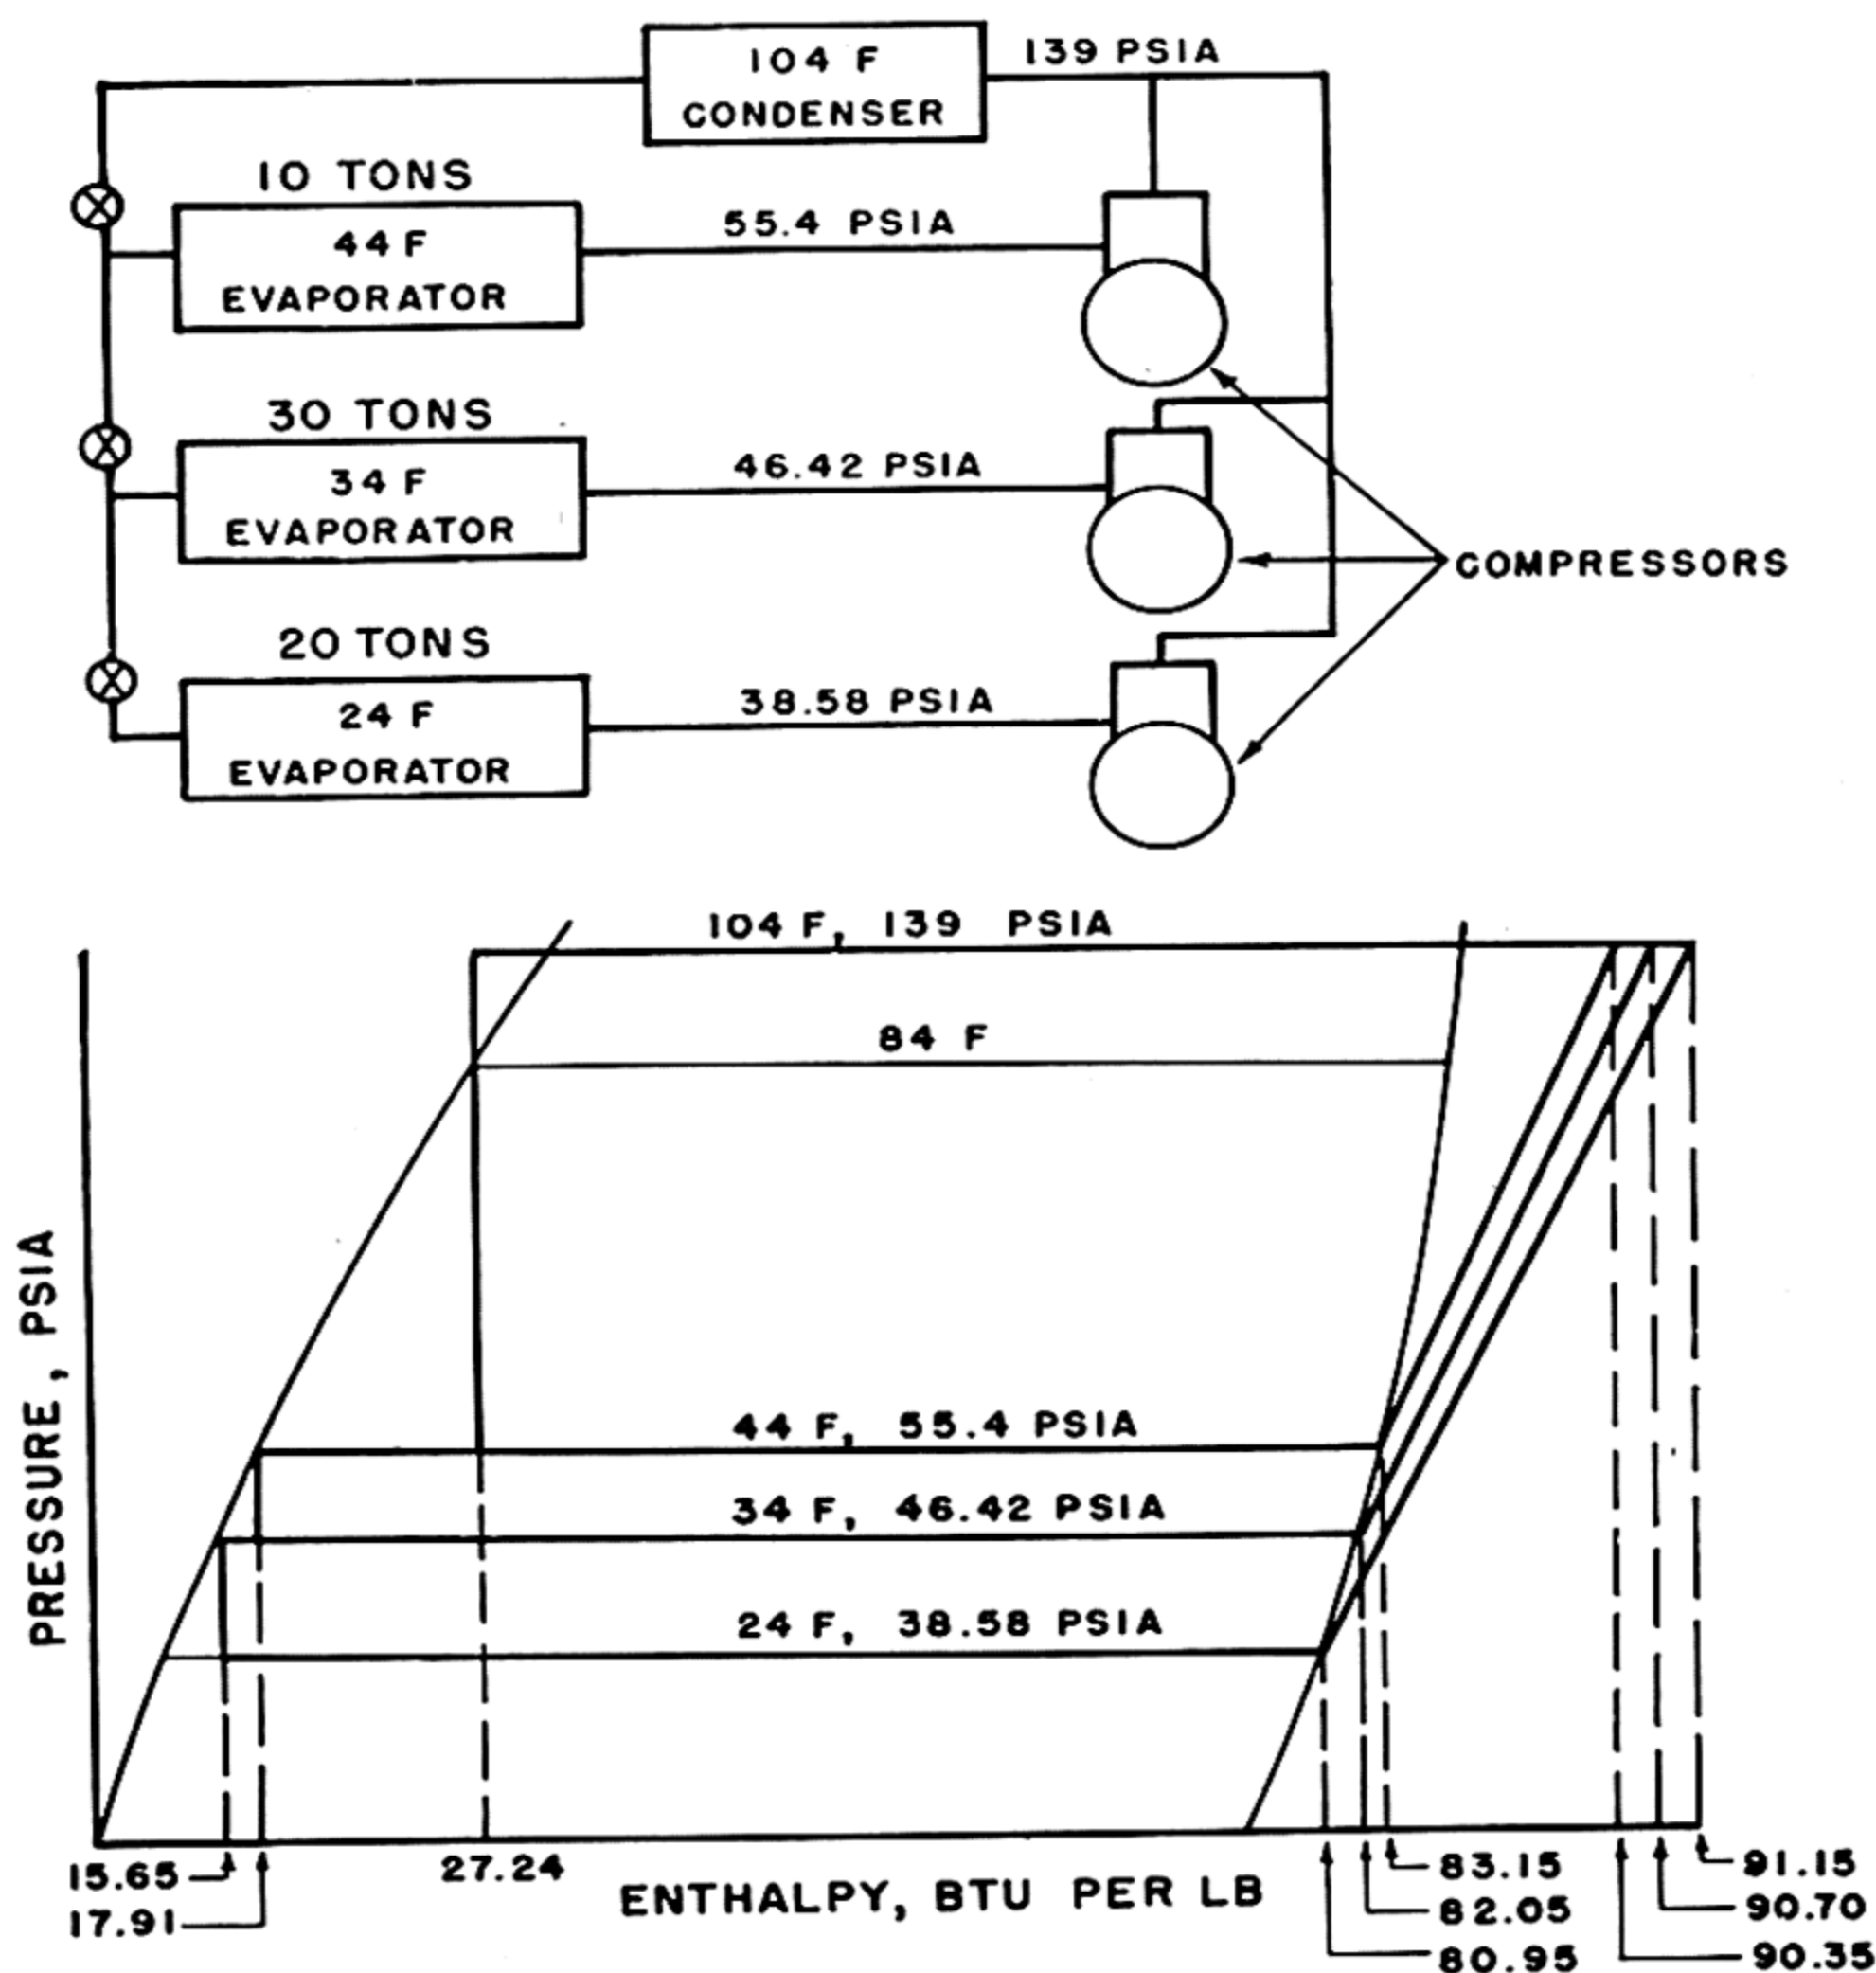 104 F
CONDENSER
139 PSIA
10 TONS
44 F
EVAPORATOR
55.4 PSIA
30 TONS
34 F
EVAPORATOR
46.42 PSIA
COMPRESSORS
20 TONS
24 F
EVAPORATOR
38.58 PSIA
104 F, 139 PSIA
84 F
44 F, 55.4 PSIA
34 F, 46.42 PSIA
24 F, 38.58 PSIA
PRESSURE, PSIA
15.65
17.91
27.24
ENTHALPY, BTU PER LB
83.15
82.05
80.95
91.15
90.70
90.35